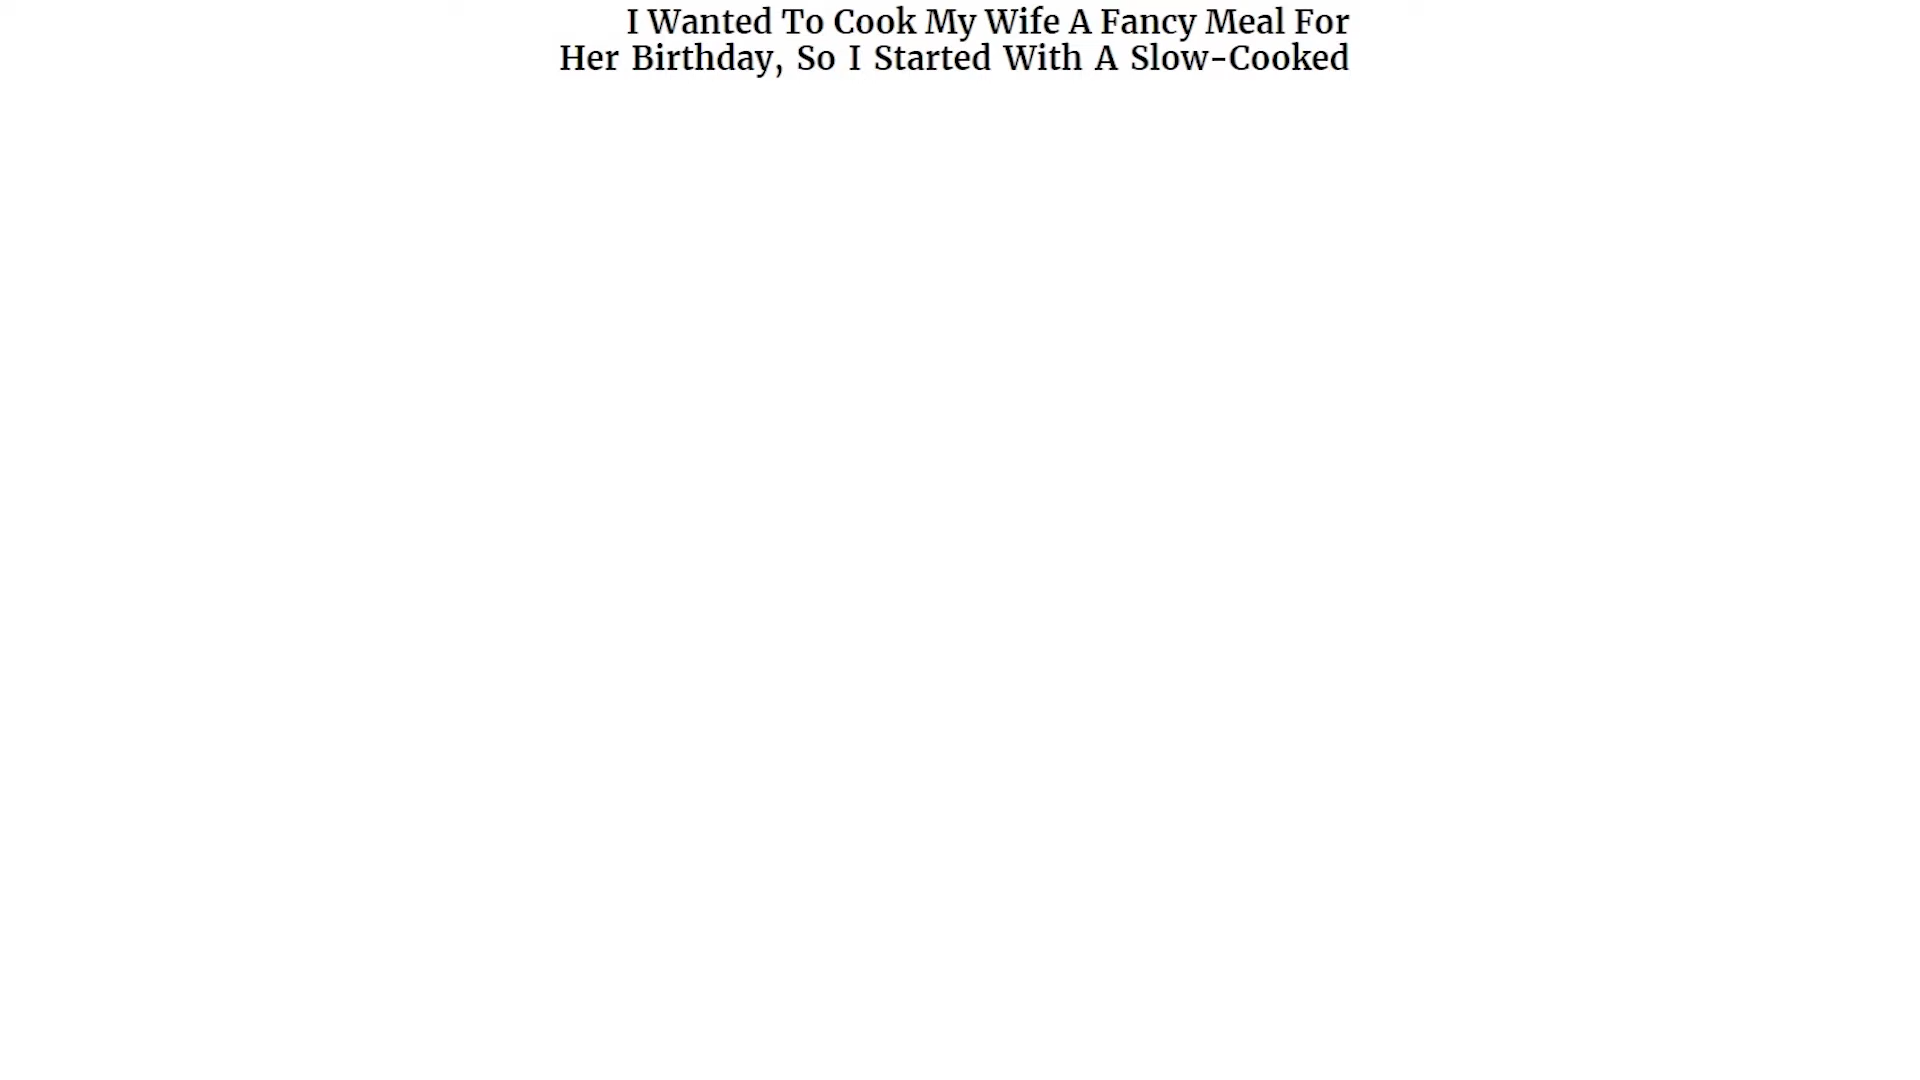 I Wanted To Cook My Wife A Fancy Meal For
Her Birthday, So I Started With A Slow-Cooked